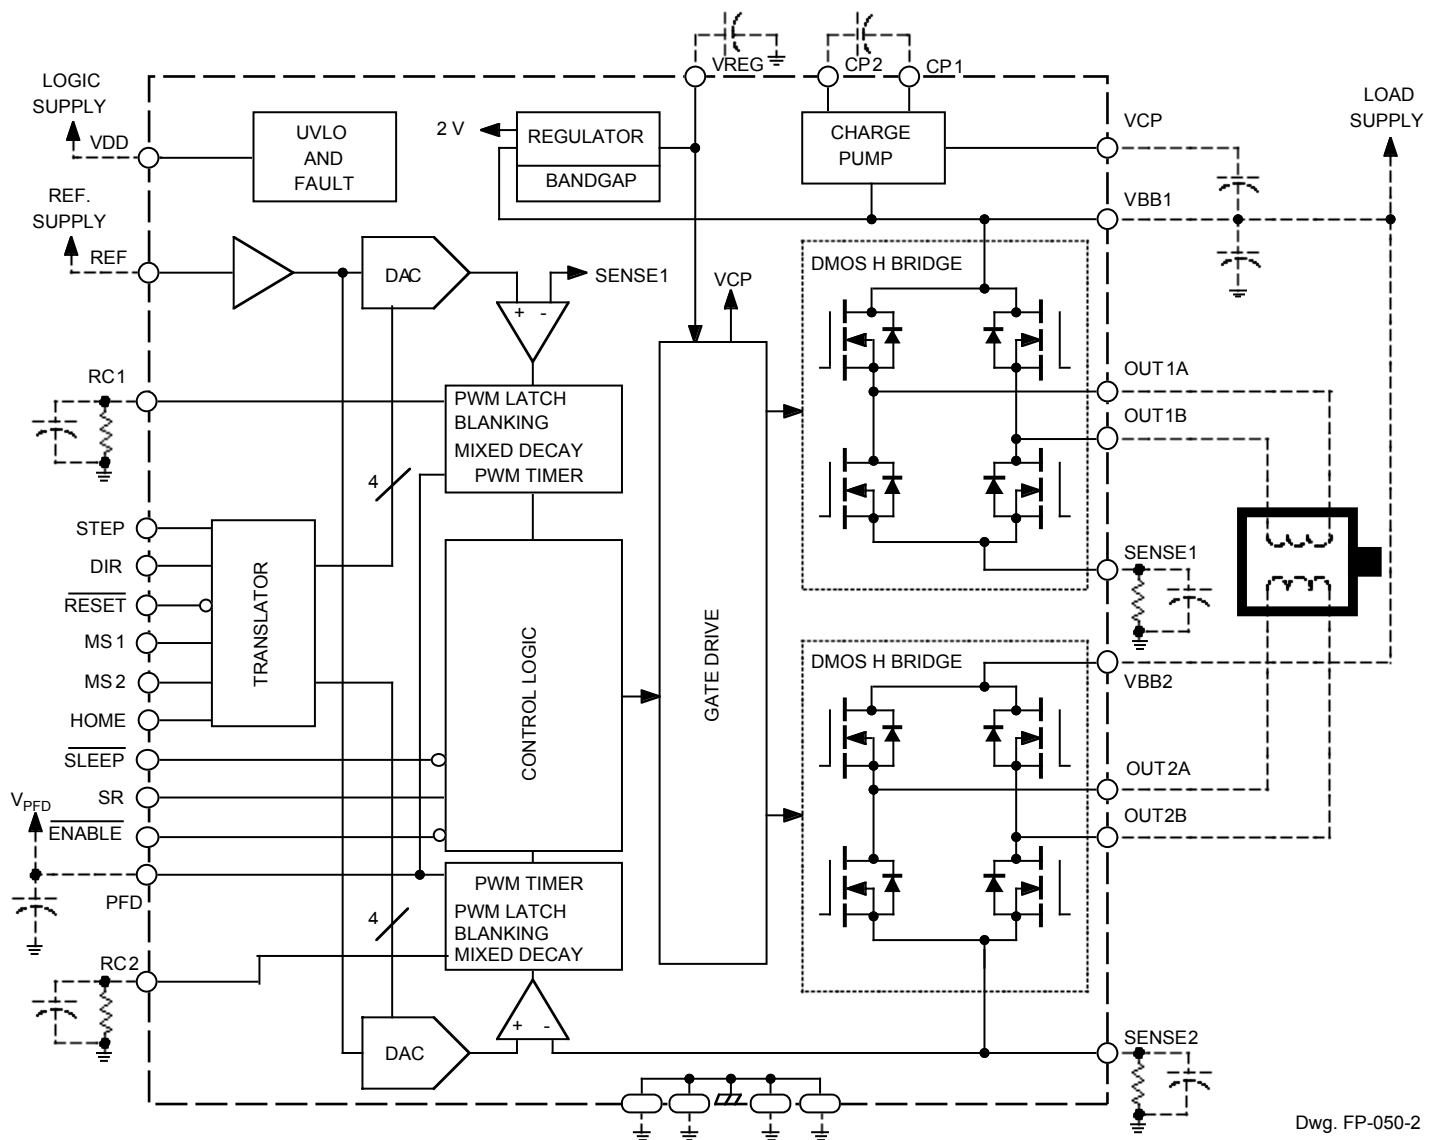 VREG
CP2
CP1
LOGIC
SUPPLY
VDD
UVLO
AND
FAULT
2 V
REGULATOR
BANDGAP
CHARGE
PUMP
VCP
LOAD
SUPPLY
REF.
SUPPLY
REF
VBB1
DAC
SENSE1
+ -
VCP
DMOS H BRIDGE
RC1
PWM LATCH
BLANKING
MIXED DECAY
PWM TIMER
4
OUT1A
OUT1B
STEP
DIR
RESET
MS1
MS2
HOME
SLEEP
SR
ENABLE
TRANSLATOR
CONTROL LOGIC
GATE DRIVE
SENSE1
DMOS H BRIDGE
VBB2
OUT2A
OUT2B
VPFD
PFD
PWM TIMER
PWM LATCH
BLANKING
MIXED DECAY
4
RC2
DAC
+ -
SENSE2
Dwg. FP-050-2